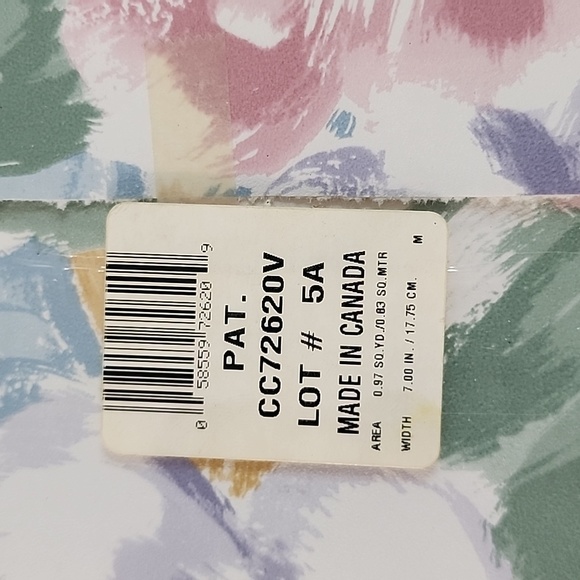 0 58559 72620 9
PAT.
CC72620V
LOT # 5A
MADE IN CANADA
AREA 0.97 SQ.YD./0.83 SQ.MTR
WIDTH 7.00 IN./17.75 CM. M